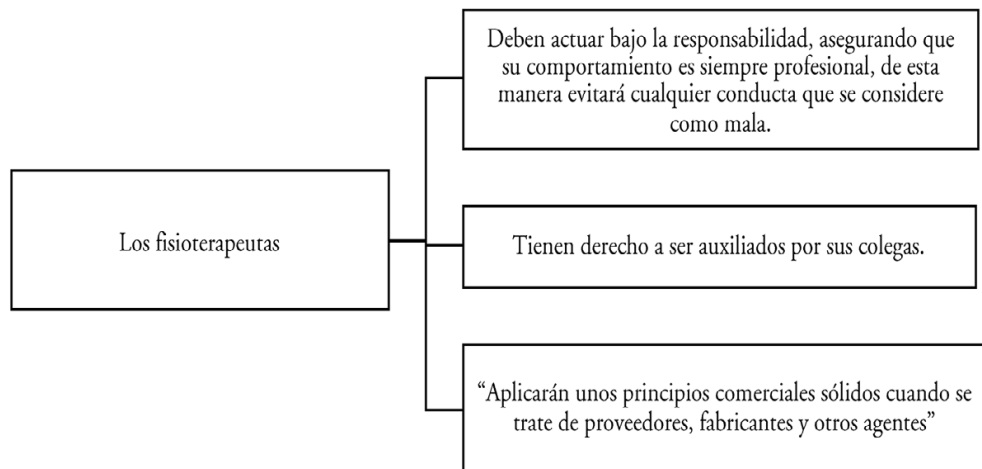 Deben actuar bajo la responsabilidad, asegurando que
su comportamiento es siempre profesional, de esta
manera evitará cualquier conducta que se considere
como mala.
Los fisioterapeutas
Tienen derecho a ser auxiliados por sus colegas.
“Aplicarán unos principios comerciales sólidos cuando se
trate de proveedores, fabricantes y otros agentes”